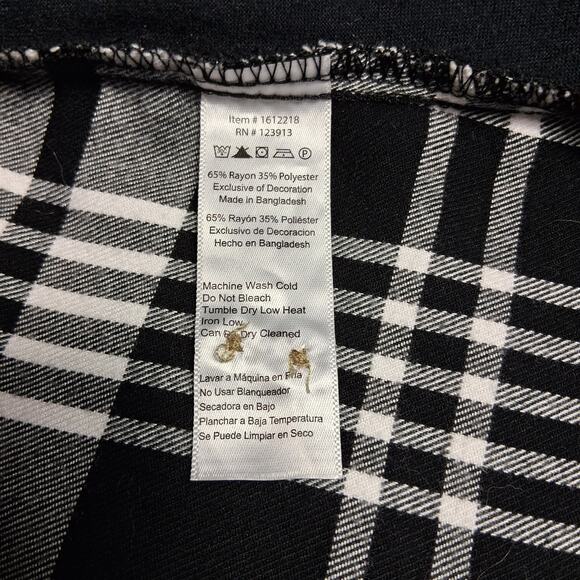 Item # 1612218
RN # 123913
65% Rayon 35% Polyester
Exclusive of Decoration
Made in Bangladesh
65% Rayón 35% Poliéster
Exclusivo de Decoracion
Hecho en Bangladesh
Machine Wash Cold
Do Not Bleach
Tumble Dry Low Heat
Iron Low
Can Be Dry Cleaned
Lavar a Máquina en Fria
No Usar Blanqueador
Secadora en Bajo
Planchar a Baja Temperatura
Se Puede Limpiar en Seco